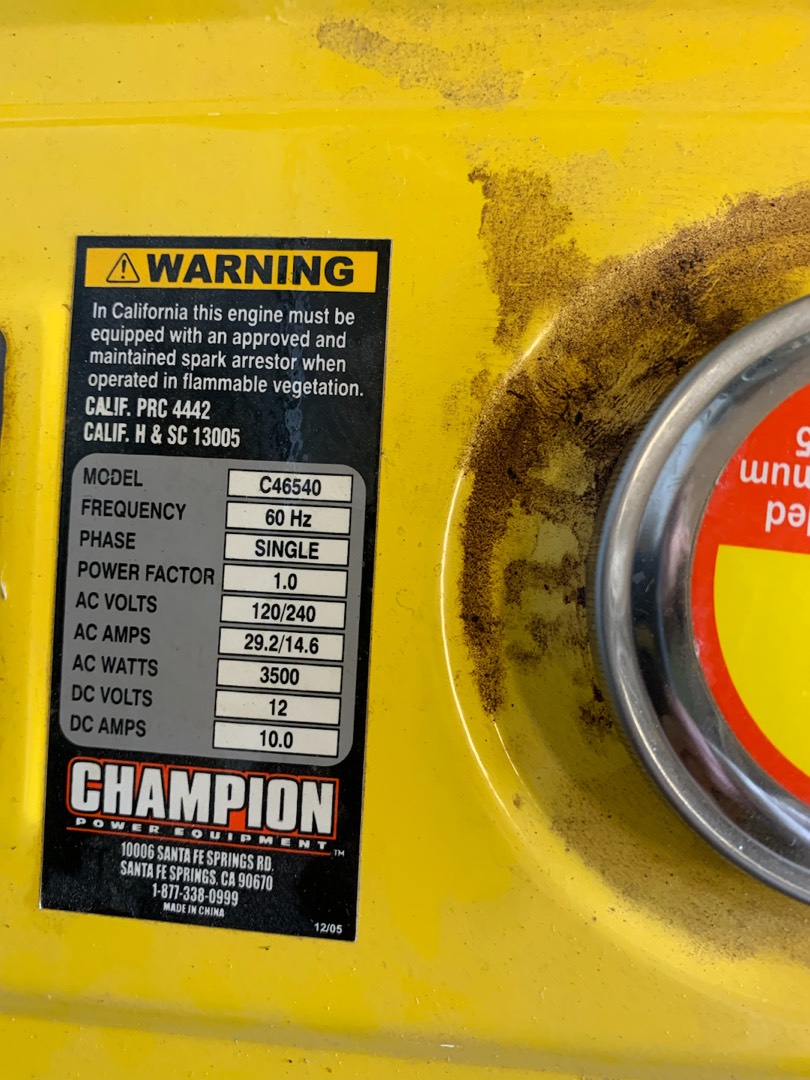 WARNING
In California this engine must be
equipped with an approved and
maintained spark arrestor when
operated in flammable vegetation.
CALIF. PRC 4442
CALIF. H & SC 13005
MODEL C46540
FREQUENCY 60 Hz
PHASE SINGLE
POWER FACTOR 1.0
AC VOLTS 120/240
AC AMPS 29.2/14.6
AC WATTS 3500
DC VOLTS 12
DC AMPS 10.0
CHAMPION
POWER EQUIPMENT ™
10006 SANTA FE SPRINGS RD.
SANTA FE SPRINGS, CA 90670
1-877-338-0999
MADE IN CHINA
12/05